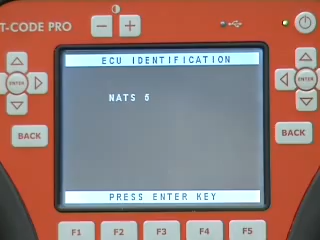 T-CODE PRO
ECU IDENTIFICATION
ENTER
ENTER
NATS 6
BACK
BACK
PRESS ENTER KEY
F1
F2
F3
F4
F5